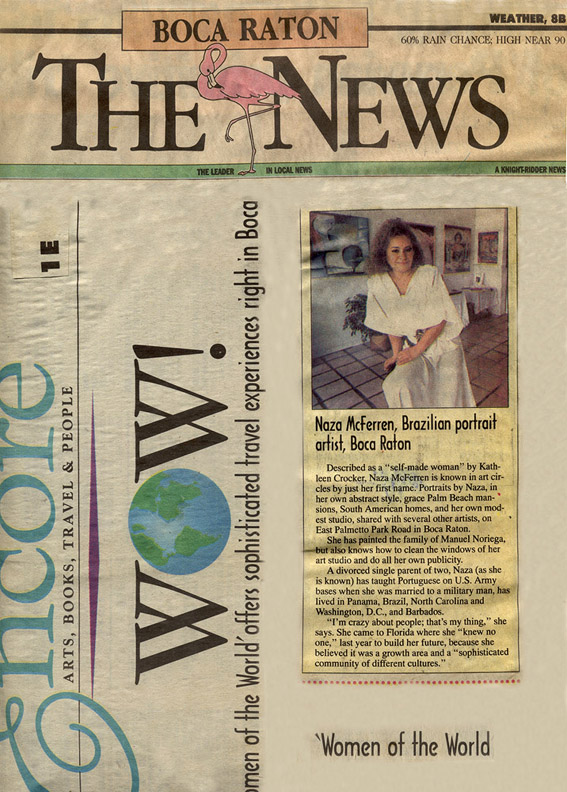 WEATHER, 8B
BOCA RATON
60% RAIN CHANCE; HIGH NEAR 90
THE NEWS
THE LEADER IN LOCAL NEWS
A KNIGHT-RIDDER NEWS
1E
Encore
ARTS, BOOKS, TRAVEL & PEOPLE
WOW!
omen of the World' offers sophisticated travel experiences right in Boca
Naza McFerren, Brazilian portrait
artist, Boca Raton
Described as a "self-made woman" by Kath-
leen Crocker, Naza McFerren is known in art cir-
cles by just her first name. Portraits by Naza, in
her own abstract style, grace Palm Beach man-
sions, South American homes, and her own mod-
est studio, shared with several other artists, on
East Palmetto Park Road in Boca Raton.
She has painted the family of Manuel Noriega,
but also knows how to clean the windows of her
art studio and do all her own publicity.
A divorced single parent of two, Naza (as she
is known) has taught Portuguese on U.S. Army
bases when she was married to a military man, has
lived in Panama, Brazil, North Carolina and
Washington, D.C., and Barbados.
"I'm crazy about people; that's my thing," she
says. She came to Florida where she "knew no
one," last year to build her future, because she
believed it was a growth area and a "sophisticated
community of different cultures."
'Women of the World